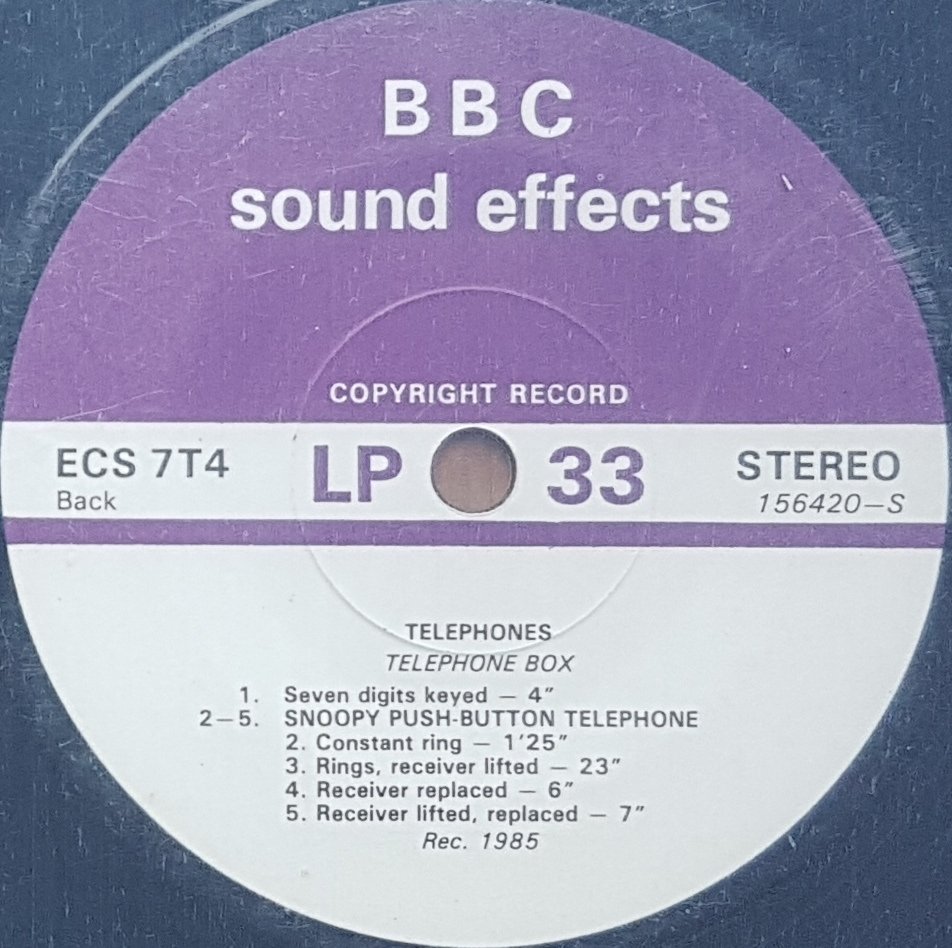 BBC
sound effects
COPYRIGHT RECORD
ECS 7T4 LP 33 STEREO
Back 156420–S
TELEPHONES
TELEPHONE BOX
1. Seven digits keyed – 4″
2–5. SNOOPY PUSH-BUTTON TELEPHONE
2. Constant ring – 1′25″
3. Rings, receiver lifted – 23″
4. Receiver replaced – 6″
5. Receiver lifted, replaced – 7″
Rec. 1985